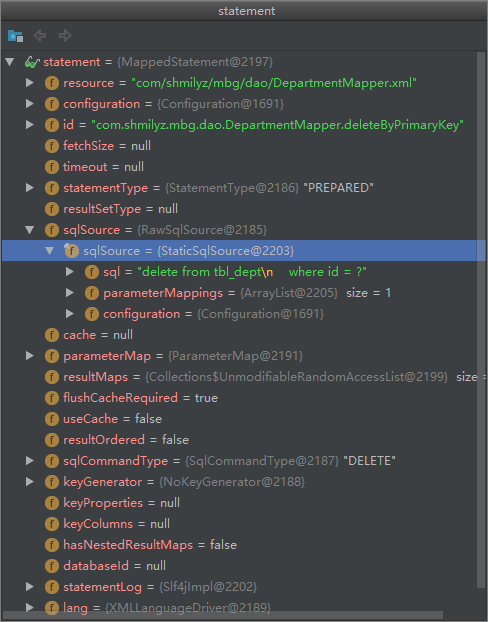 statement
statement = {MappedStatement@2197}
f resource = "com/shmilyz/mbg/dao/DepartmentMapper.xml"
f configuration = {Configuration@1691}
f id = "com.shmilyz.mbg.dao.DepartmentMapper.deleteByPrimaryKey"
f fetchSize = null
f timeout = null
f statementType = {StatementType@2186} "PREPARED"
f resultSetType = null
f sqlSource = {RawSqlSource@2185}
f sqlSource = {StaticSqlSource@2203}
f sql = "delete from tbl_dept\n    where id = ?"
f parameterMappings = {ArrayList@2205}  size = 1
f configuration = {Configuration@1691}
f cache = null
f parameterMap = {ParameterMap@2191}
f resultMaps = {Collections$UnmodifiableRandomAccessList@2199}  size =
f flushCacheRequired = true
f useCache = false
f resultOrdered = false
f sqlCommandType = {SqlCommandType@2187} "DELETE"
f keyGenerator = {NoKeyGenerator@2188}
f keyProperties = null
f keyColumns = null
f hasNestedResultMaps = false
f databaseId = null
f statementLog = {Slf4jImpl@2202}
f lang = {XMLLanguageDriver@2189}